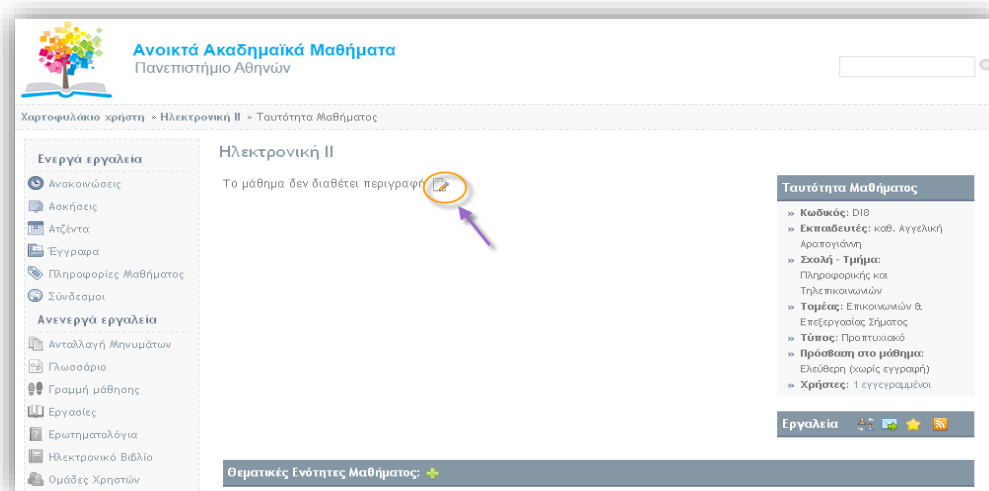 Ανοικτά Ακαδημαϊκά Μαθήματα
Πανεπιστήμιο Αθηνών
Χαρτοφυλάκιο χρήστη » Ηλεκτρονική ΙΙ » Ταυτότητα Μαθήματος
Ενεργά εργαλεία
Ανακοινώσεις
Ασκήσεις
Ατζέντα
Έγγραφα
Πληροφορίες Μαθήματος
Σύνδεσμοι
Ανενεργά εργαλεία
Ανταλλαγή Μηνυμάτων
Γλωσσάριο
Γραμμή μάθησης
Εργασίες
Ερωτηματολόγια
Ηλεκτρονικό Βιβλίο
Ομάδες Χρηστών
Ηλεκτρονική ΙΙ
Το μάθημα δεν διαθέτει περιγραφή
Ταυτότητα Μαθήματος
» Κωδικός: DI8
» Εκπαιδευτές: καθ. Αγγελική
Αραπογιάννη
» Σχολή - Τμήμα:
Πληροφορικής και
Τηλεπικοινωνιών
» Τομέας: Επικοινωνιών &
Επεξεργασίας Σήματος
» Τύπος: Προπτυχιακό
» Πρόσβαση στο μάθημα:
Ελεύθερη (χωρίς εγγραφή)
» Χρήστες: 1 εγγεγραμμένοι
Εργαλεία
Θεματικές Ενότητες Μαθήματος: